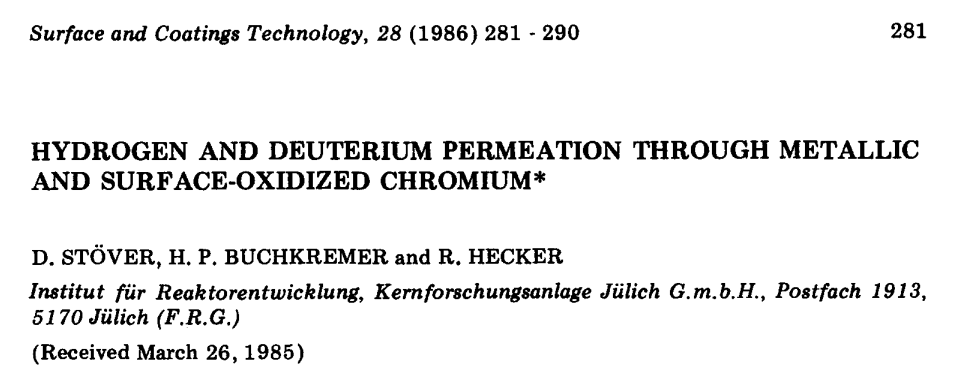 Surface and Coatings Technology, 28 (1986) 281 - 290 281
HYDROGEN AND DEUTERIUM PERMEATION THROUGH METALLIC
AND SURFACE-OXIDIZED CHROMIUM*
D. STÖVER, H. P. BUCHKREMER and R. HECKER
Institut für Reaktorentwicklung, Kernforschungsanlage Jülich G.m.b.H., Postfach 1913,
5170 Jülich (F.R.G.)
(Received March 26, 1985)